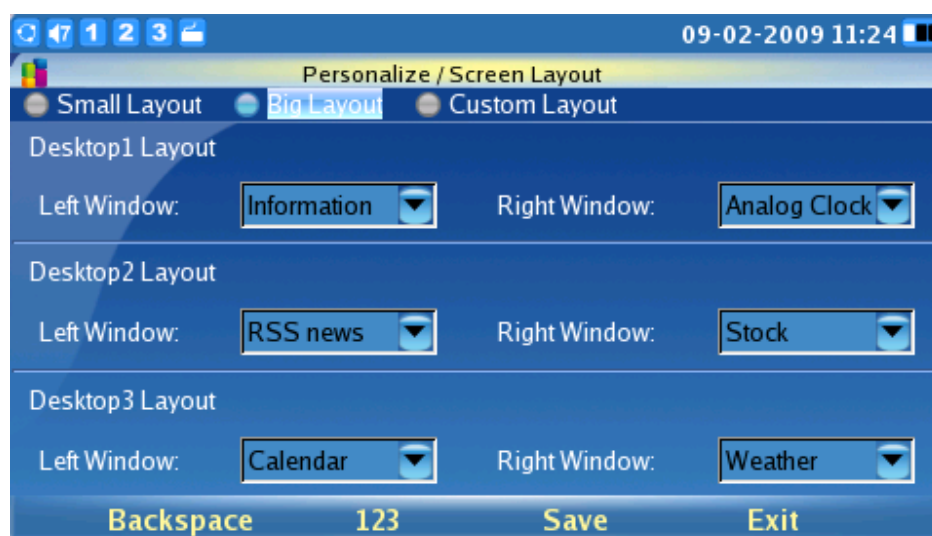 7 1 2 3 09-02-2009 11:24
Personalize / Screen Layout
Small Layout Big Layout Custom Layout
Desktop1 Layout
Left Window: Information Right Window: Analog Clock
Desktop2 Layout
Left Window: RSS news Right Window: Stock
Desktop3 Layout
Left Window: Calendar Right Window: Weather
Backspace 123 Save Exit